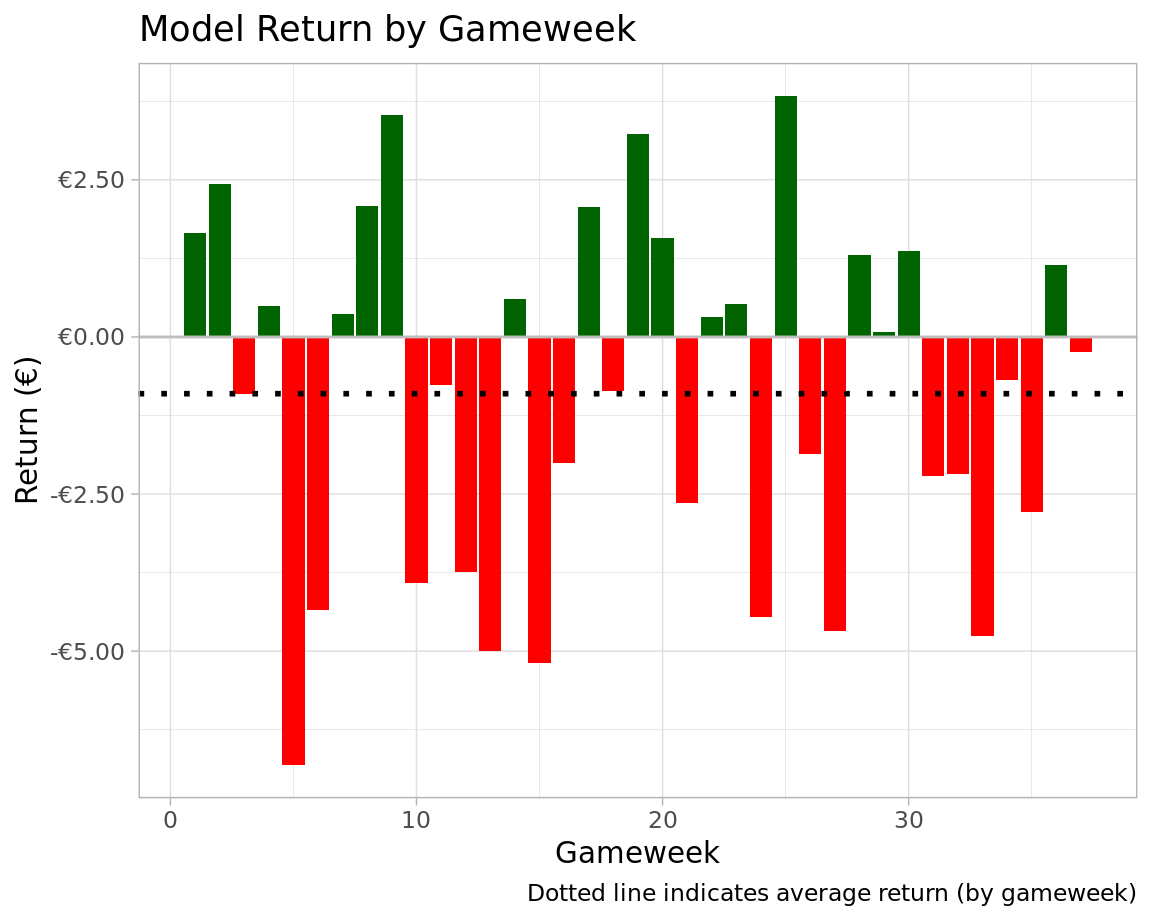 Model Return by Gameweek
€2.50
€0.00
-€2.50
-€5.00
Return (€)
0 10 20 30
Gameweek
Dotted line indicates average return (by gameweek)